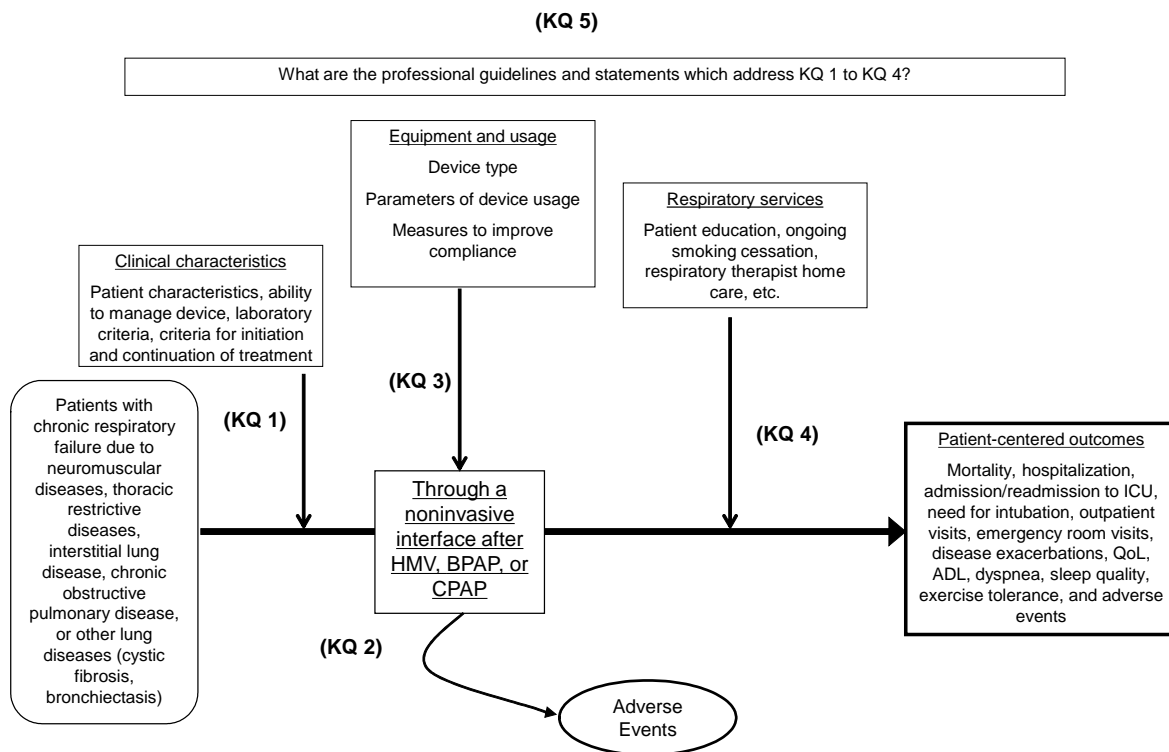 (KQ 5)
What are the professional guidelines and statements which address KQ 1 to KQ 4?
Equipment and usage
Device type
Parameters of device usage
Measures to improve
compliance
Respiratory services
Patient education, ongoing
smoking cessation,
respiratory therapist home
care, etc.
Clinical characteristics
Patient characteristics, ability
to manage device, laboratory
criteria, criteria for initiation
and continuation of treatment
(KQ 3)
(KQ 1)
(KQ 4)
Patients with
chronic respiratory
failure due to
neuromuscular
diseases, thoracic
restrictive
diseases,
interstitial lung
disease, chronic
obstructive
pulmonary disease,
or other lung
diseases (cystic
fibrosis,
bronchiectasis)
Through a
noninvasive
interface after
HMV, BPAP, or
CPAP
Patient-centered outcomes
Mortality, hospitalization,
admission/readmission to ICU,
need for intubation, outpatient
visits, emergency room visits,
disease exacerbations, QoL,
ADL, dyspnea, sleep quality,
exercise tolerance, and adverse
events
(KQ 2)
Adverse
Events